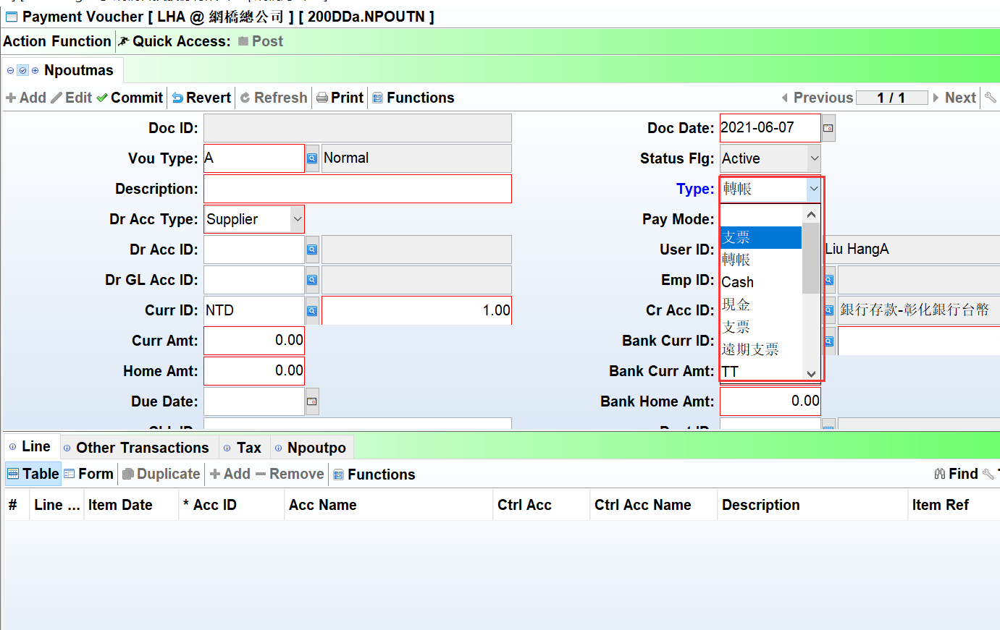 Payment Voucher [ LHA @ 網橋總公司 ] [ 200DDa.NPOUTN ]
Action Function Quick Access: Post
Npoutmas
Add Edit Commit Revert Refresh Print Functions Previous 1 / 1 Next
Doc ID: Doc Date: 2021-06-07
Vou Type: A Normal Status Flg: Active
Description: Type: 轉帳
Dr Acc Type: Supplier Pay Mode:
支票
Dr Acc ID: User ID: Liu HangA
轉帳
Dr GL Acc ID: Emp ID: Cash
Curr ID: NTD 1.00 Cr Acc ID: 現金 銀行存款-彰化銀行台幣
支票
Curr Amt: 0.00 Bank Curr ID:
遠期支票
Home Amt: 0.00 Bank Curr Amt: TT
Due Date: Bank Home Amt: 0.00
Line Other Transactions Tax Npoutpo
Table Form Duplicate Add Remove Functions Find
# Line ... Item Date * Acc ID Acc Name Ctrl Acc Ctrl Acc Name Description Item Ref